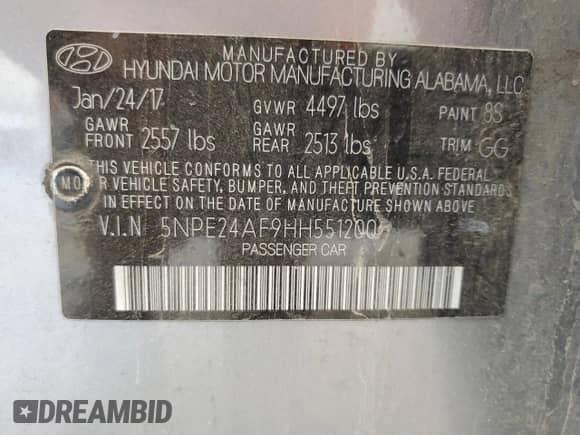 MANUFACTURED BY
HYUNDAI MOTOR MANUFACTURING ALABAMA, LLC
Jan/24/17 GVWR 4497 lbs PAINT 8S
GAWR FRONT 2557 lbs GAWR REAR 2513 lbs TRIM GG
THIS VEHICLE CONFORMS TO ALL APPLICABLE U.S.A. FEDERAL
MOTOR VEHICLE SAFETY, BUMPER, AND THEFT PREVENTION STANDARDS
IN EFFECT ON THE DATE OF MANUFACTURE SHOWN ABOVE.
V.I.N 5NPE24AF9HH551200
PASSENGER CAR
DREAMBID